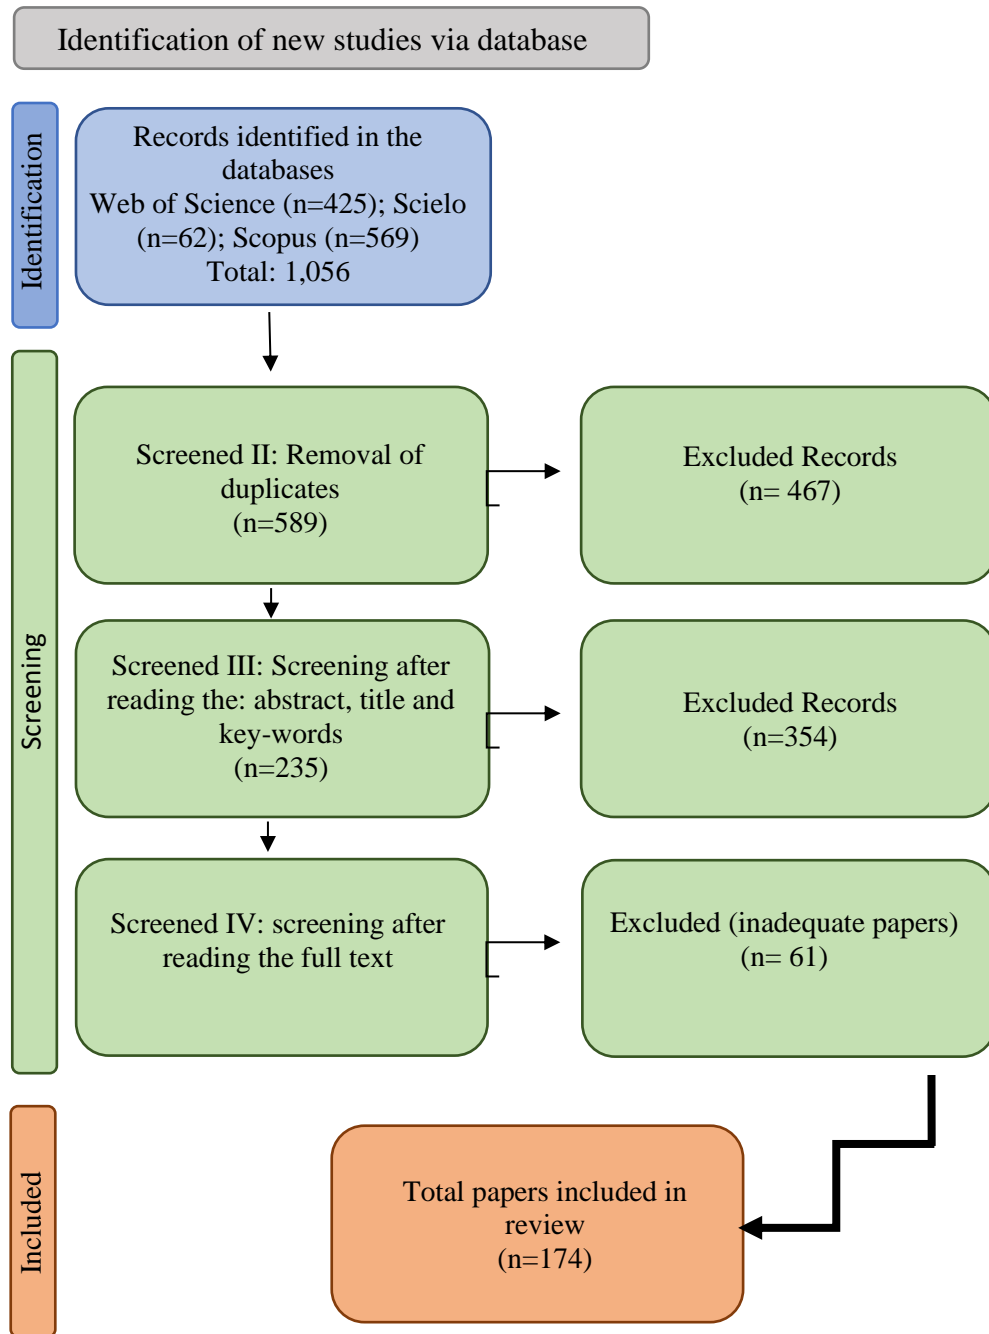 Identification of new studies via database
Identification
Records identified in the
databases
Web of Science (n=425); Scielo
(n=62); Scopus (n=569)
Total: 1,056
Screening
Screened II: Removal of
duplicates
(n=589)
Excluded Records
(n= 467)
Screened III: Screening after
reading the: abstract, title and
key-words
(n=235)
Excluded Records
(n=354)
Screened IV: screening after
reading the full text
Excluded (inadequate papers)
(n= 61)
Included
Total papers included in
review
(n=174)